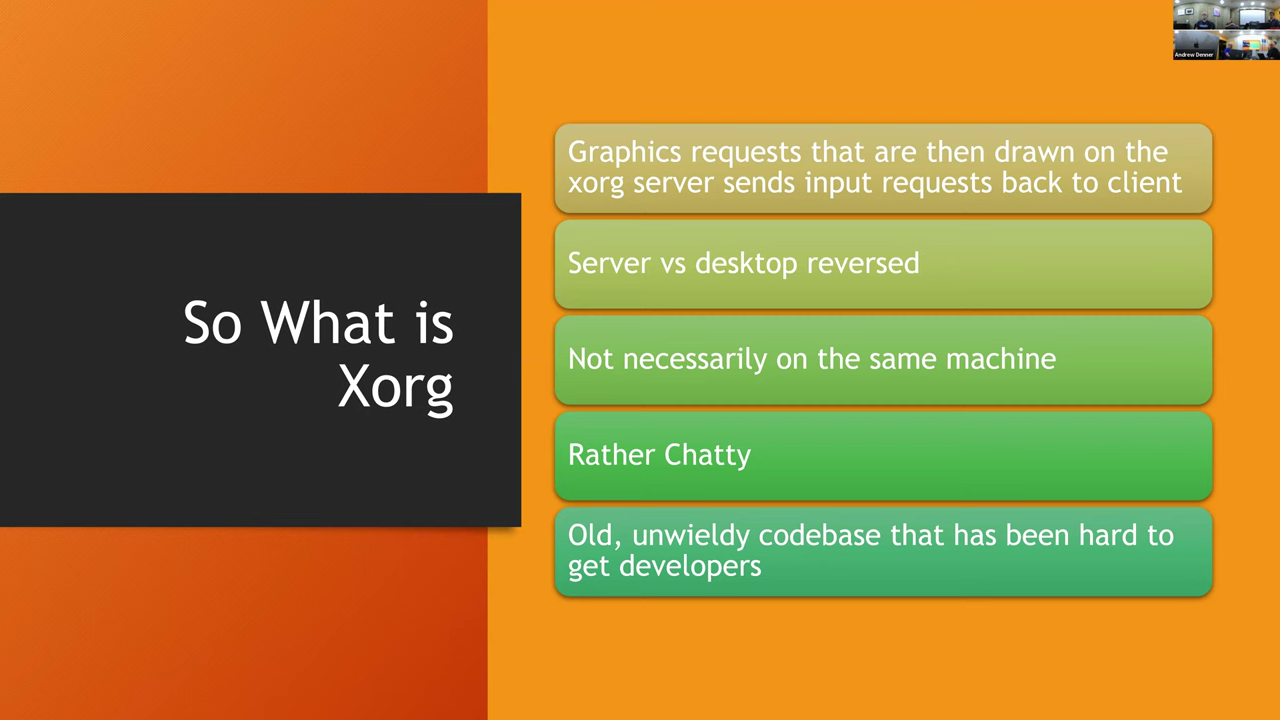 So What is
Xorg
Graphics requests that are then drawn on the
xorg server sends input requests back to client
Server vs desktop reversed
Not necessarily on the same machine
Rather Chatty
Old, unwieldy codebase that has been hard to
get developers
Andrew Denner